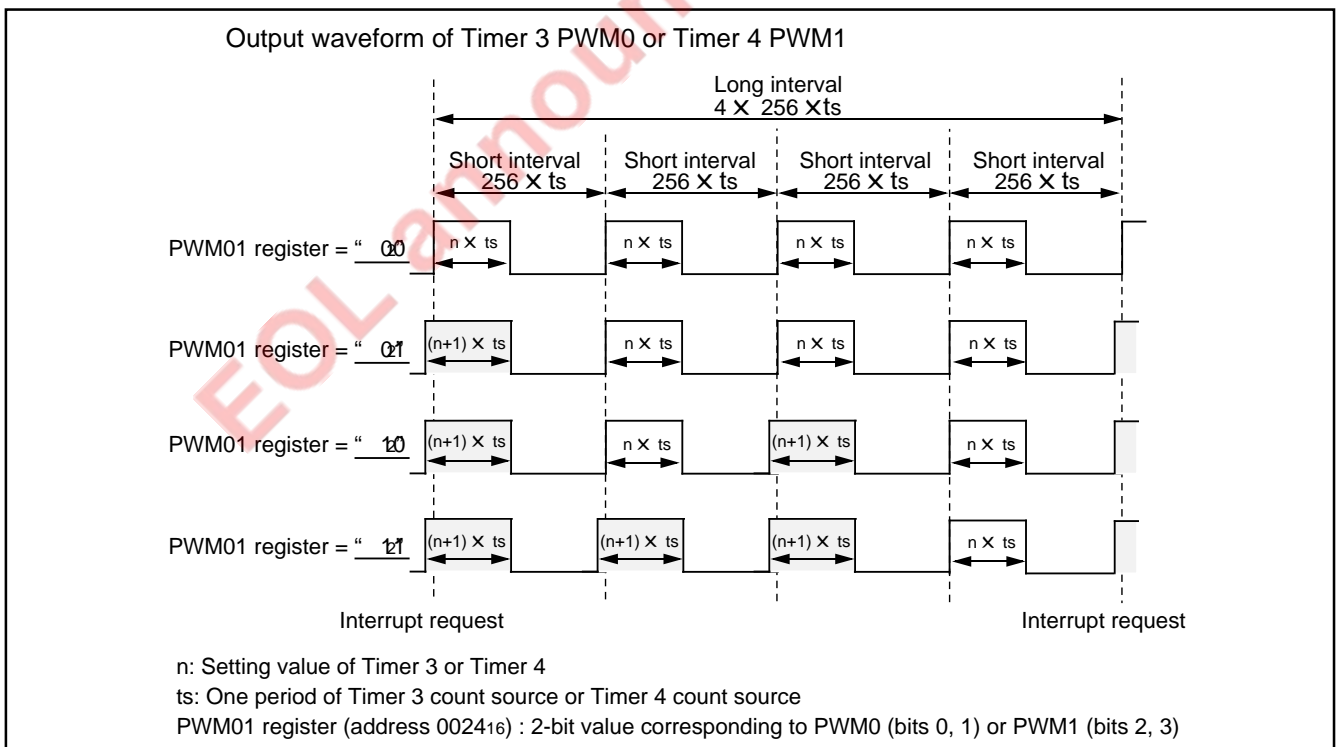 Output waveform of Timer 3 PWM0 or Timer 4 PWM1
Long interval
4 × 256 × ts
Short interval Short interval Short interval Short interval
256 × ts 256 × ts 256 × ts 256 × ts
PWM01 register = “ 002” n × ts n × ts n × ts n × ts
PWM01 register = “ 012” (n+1) × ts n × ts n × ts n × ts
PWM01 register = “ 102” (n+1) × ts n × ts (n+1) × ts n × ts
PWM01 register = “ 112” (n+1) × ts (n+1) × ts (n+1) × ts n × ts
Interrupt request Interrupt request
n: Setting value of Timer 3 or Timer 4
ts: One period of Timer 3 count source or Timer 4 count source
PWM01 register (address 002416) : 2-bit value corresponding to PWM0 (bits 0, 1) or PWM1 (bits 2, 3)
EOL